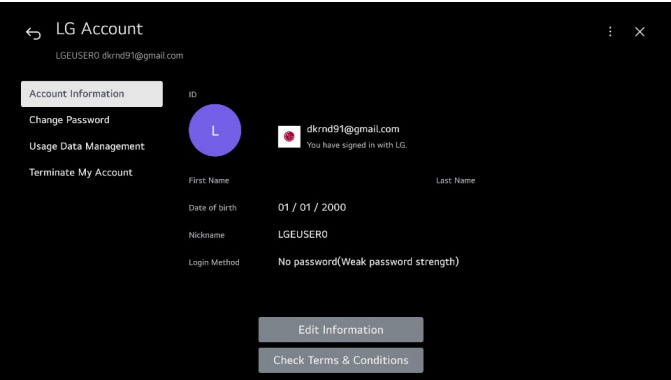 LG Account
LGEUSER0 dkrnd91@gmail.com
Account Information
Change Password
Usage Data Management
Terminate My Account
ID
L
dkrnd91@gmail.com
You have signed in with LG.
First Name
Last Name
Date of birth 01 / 01 / 2000
Nickname LGEUSER0
Login Method No password(Weak password strength)
Edit Information
Check Terms & Conditions